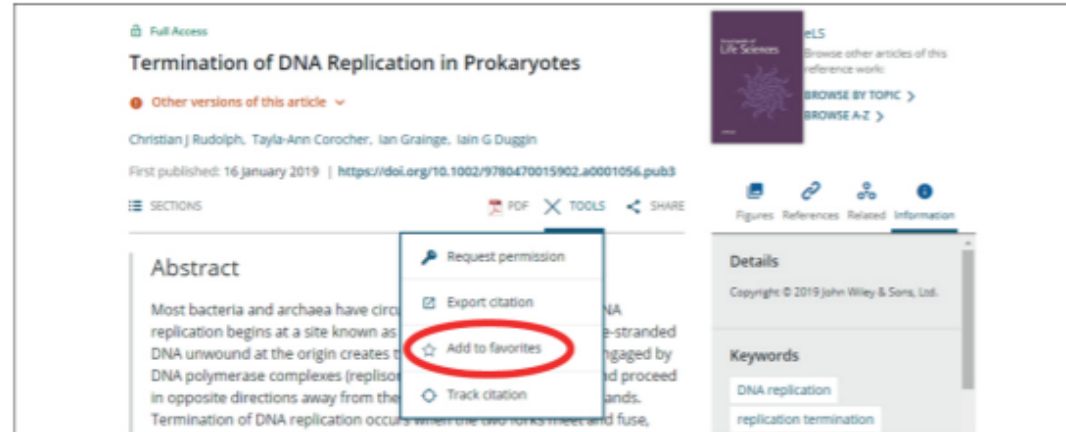 Full Access
Termination of DNA Replication in Prokaryotes
Other versions of this article
Christian J Rudolph, Tayla-Ann Corocher, Ian Grainge, Iain G Duggin
First published: 16 January 2019 | https://doi.org/10.1002/9780470015902.a0001056.pub3
SECTIONS PDF TOOLS SHARE
Request permission
Export citation
Add to favorites
Track citation
Abstract
Most bacteria and archaea have circu NA
replication begins at a site known as e-stranded
DNA unwound at the origin creates t ngaged by
DNA polymerase complexes (replisor nd proceed
in opposite directions away from the ands.
Termination of DNA replication occurs when the two forks meet and fuse,
Life Sciences
eLS
Browse other articles of this
reference work:
BROWSE BY TOPIC
BROWSE A-Z
Figures References Related Information
Details
Copyright © 2019 John Wiley & Sons, Ltd.
Keywords
DNA replication
replication termination